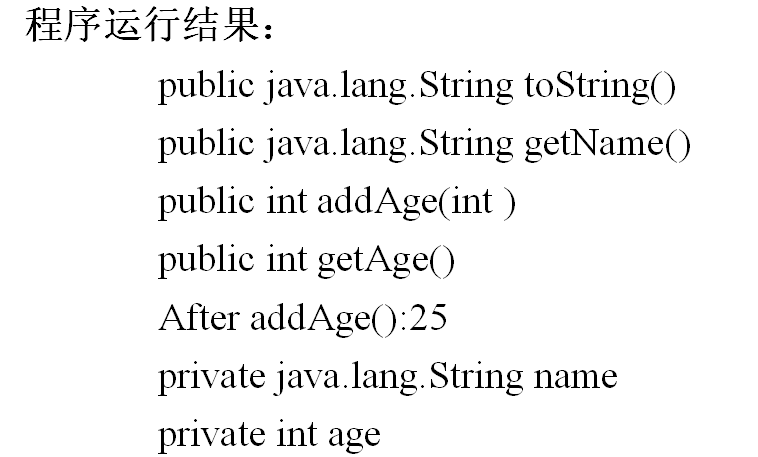 程序运行结果：
public java.lang.String toString()
public java.lang.String getName()
public int addAge(int )
public int getAge()
After addAge():25
private java.lang.String name
private int age